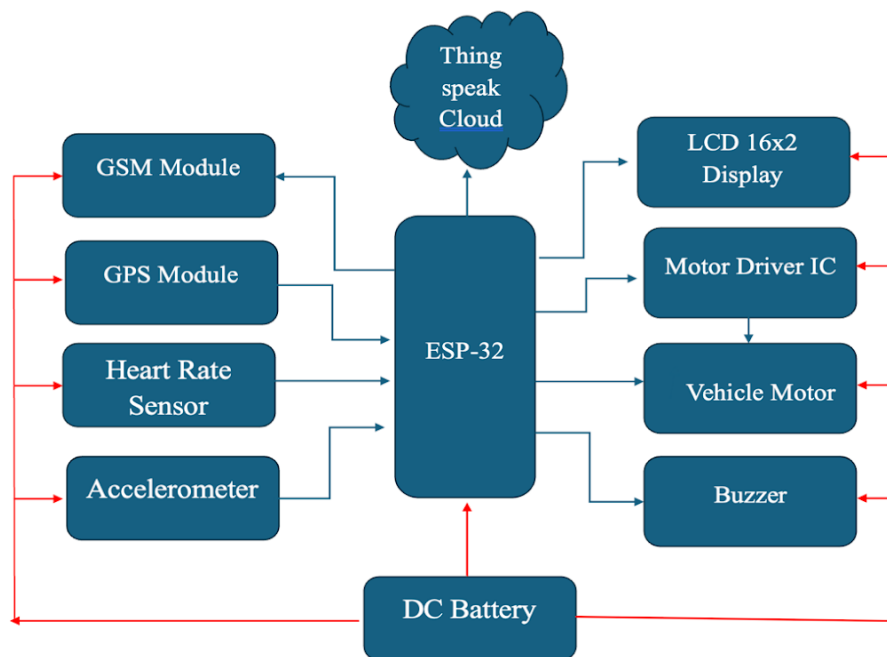 Thing
speak
Cloud
GSM Module
GPS Module
Heart Rate
Sensor
Accelerometer
ESP-32
LCD 16x2
Display
Motor Driver IC
Vehicle Motor
Buzzer
DC Battery